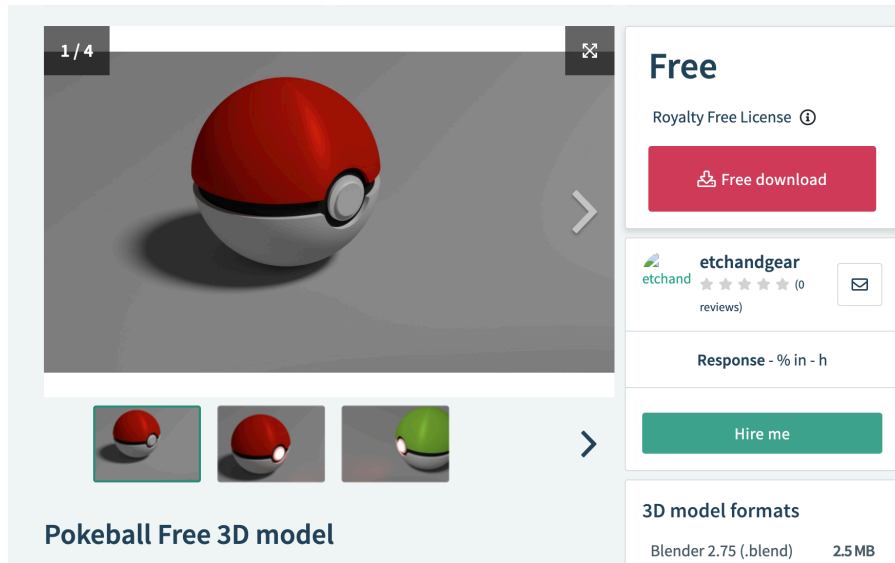 1 / 4
Free
Royalty Free License
Free download
etchand
etchandgear
(0
reviews)
Response - % in - h
Hire me
Pokeball Free 3D model
3D model formats
Blender 2.75 (.blend) 2.5 MB